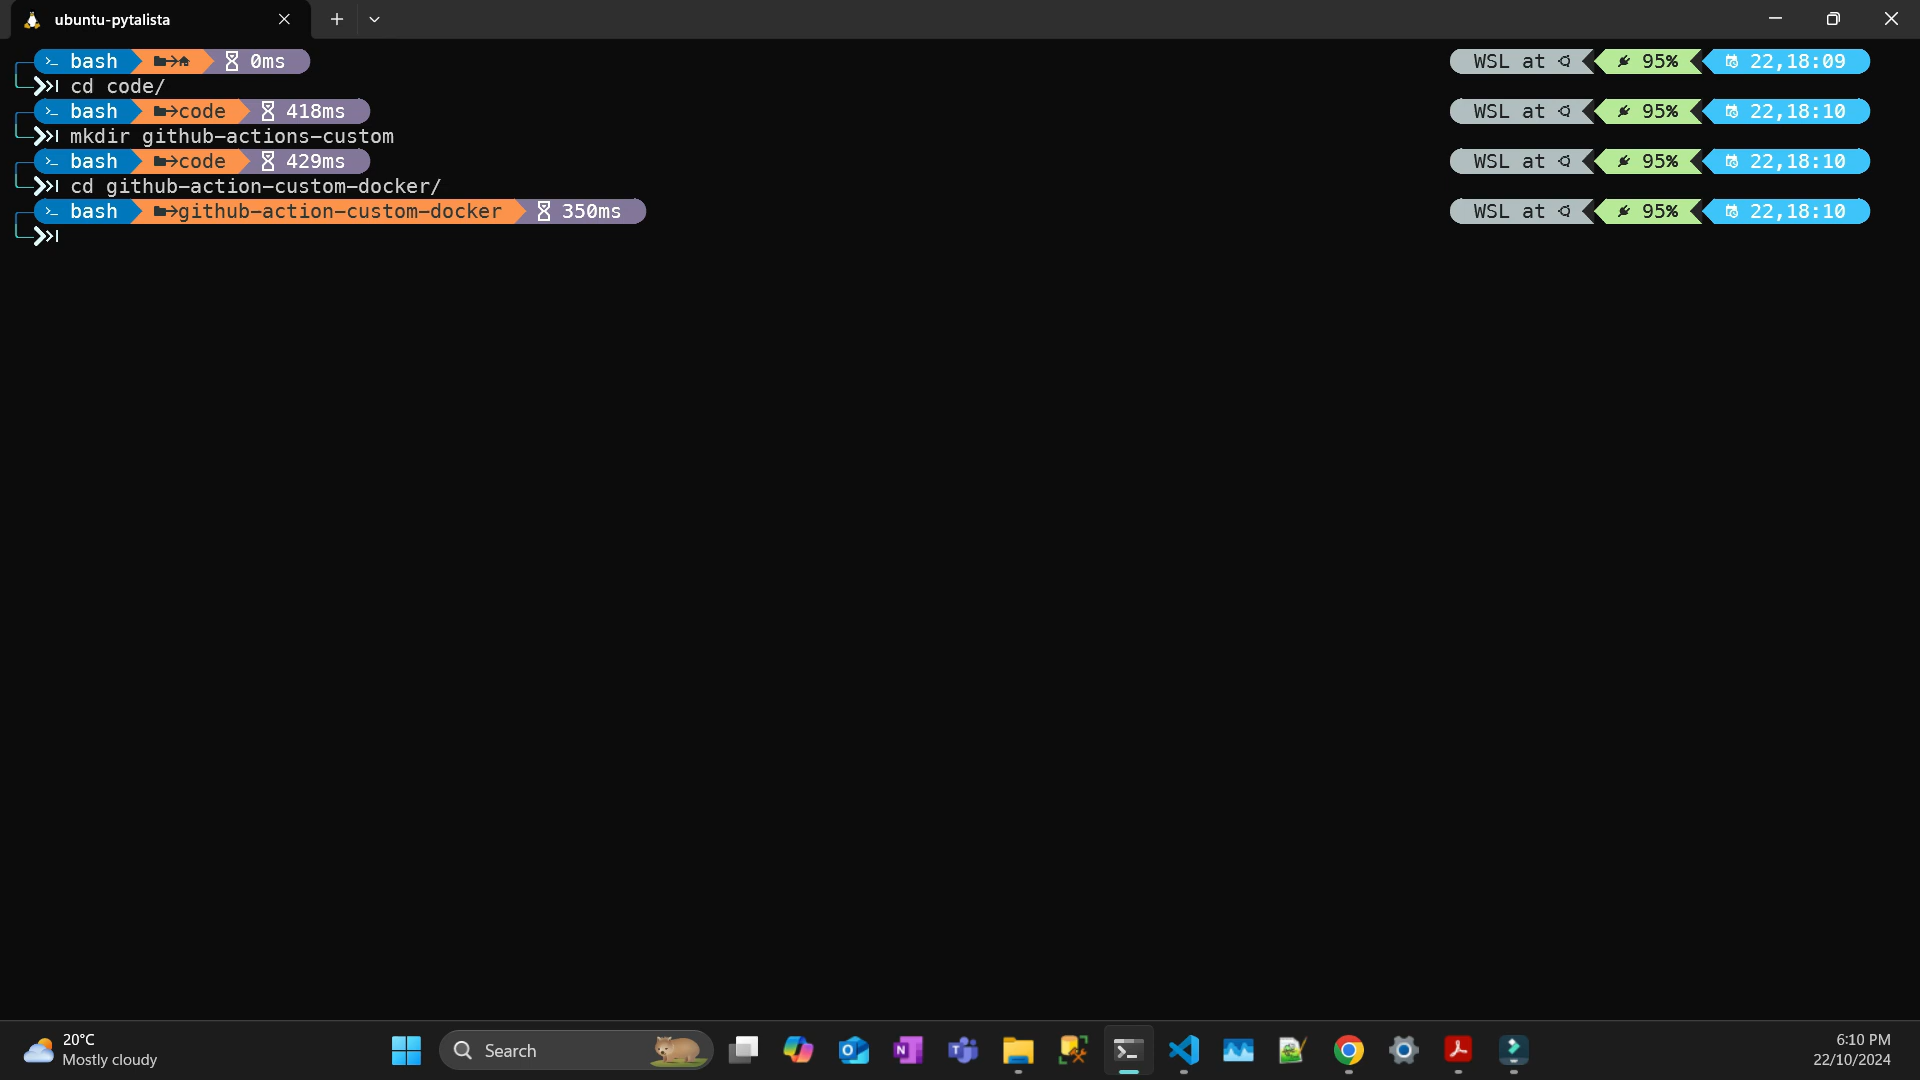 ubuntu-pytalista
bash 0ms WSL at 95% 22,18:09
cd code/
bash code 418ms WSL at 95% 22,18:10
mkdir github-actions-custom
bash code 429ms WSL at 95% 22,18:10
cd github-action-custom-docker/
bash github-action-custom-docker 350ms WSL at 95% 22,18:10
20°C
Mostly cloudy
Search
6:10 PM
22/10/2024